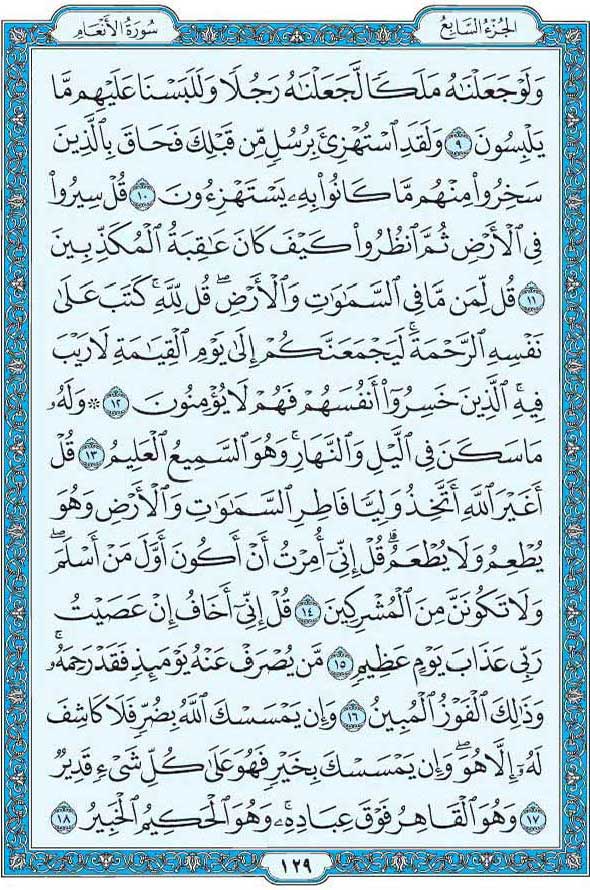 الجزء السابع
سورة الأنعام
وَلَوْ جَعَلْنَٰهُ مَلَكًا لَّجَعَلْنَٰهُ رَجُلًا وَلَلَبَسْنَا عَلَيْهِم مَّا
يَلْبِسُونَ ٩ وَلَقَدِ ٱسْتُهْزِئَ بِرُسُلٍ مِّن قَبْلِكَ فَحَاقَ بِٱلَّذِينَ
سَخِرُوا۟ مِنْهُم مَّا كَانُوا۟ بِهِۦ يَسْتَهْزِءُونَ ١٠ قُلْ سِيرُوا۟
فِى ٱلْأَرْضِ ثُمَّ ٱنظُرُوا۟ كَيْفَ كَانَ عَٰقِبَةُ ٱلْمُكَذِّبِينَ
١١ قُل لِّمَن مَّا فِى ٱلسَّمَٰوَٰتِ وَٱلْأَرْضِ ۖ قُل لِّلَّهِ ۚ كَتَبَ عَلَىٰ
نَفْسِهِ ٱلرَّحْمَةَ ۚ لَيَجْمَعَنَّكُمْ إِلَىٰ يَوْمِ ٱلْقِيَٰمَةِ لَا رَيْبَ
فِيهِ ۚ ٱلَّذِينَ خَسِرُوٓا۟ أَنفُسَهُمْ فَهُمْ لَا يُؤْمِنُونَ ١٢ ۞ وَلَهُۥ
مَا سَكَنَ فِى ٱلَّيْلِ وَٱلنَّهَارِ ۚ وَهُوَ ٱلسَّمِيعُ ٱلْعَلِيمُ ١٣ قُلْ
أَغَيْرَ ٱللَّهِ أَتَّخِذُ وَلِيًّا فَاطِرِ ٱلسَّمَٰوَٰتِ وَٱلْأَرْضِ وَهُوَ
يُطْعِمُ وَلَا يُطْعَمُ ۗ قُلْ إِنِّىٓ أُمِرْتُ أَنْ أَكُونَ أَوَّلَ مَنْ أَسْلَمَ ۖ
وَلَا تَكُونَنَّ مِنَ ٱلْمُشْرِكِينَ ١٤ قُلْ إِنِّىٓ أَخَافُ إِنْ عَصَيْتُ
رَبِّى عَذَابَ يَوْمٍ عَظِيمٍ ١٥ مَّن يُصْرَفْ عَنْهُ يَوْمَئِذٍ فَقَدْ رَحِمَهُۥ ۚ
وَذَٰلِكَ ٱلْفَوْزُ ٱلْمُبِينُ ١٦ وَإِن يَمْسَسْكَ ٱللَّهُ بِضُرٍّ فَلَا كَاشِفَ
لَهُۥٓ إِلَّا هُوَ ۖ وَإِن يَمْسَسْكَ بِخَيْرٍ فَهُوَ عَلَىٰ كُلِّ شَىْءٍ قَدِيرٌ
١٧ وَهُوَ ٱلْقَاهِرُ فَوْقَ عِبَادِهِۦ ۚ وَهُوَ ٱلْحَكِيمُ ٱلْخَبِيرُ ١٨
١٢٩